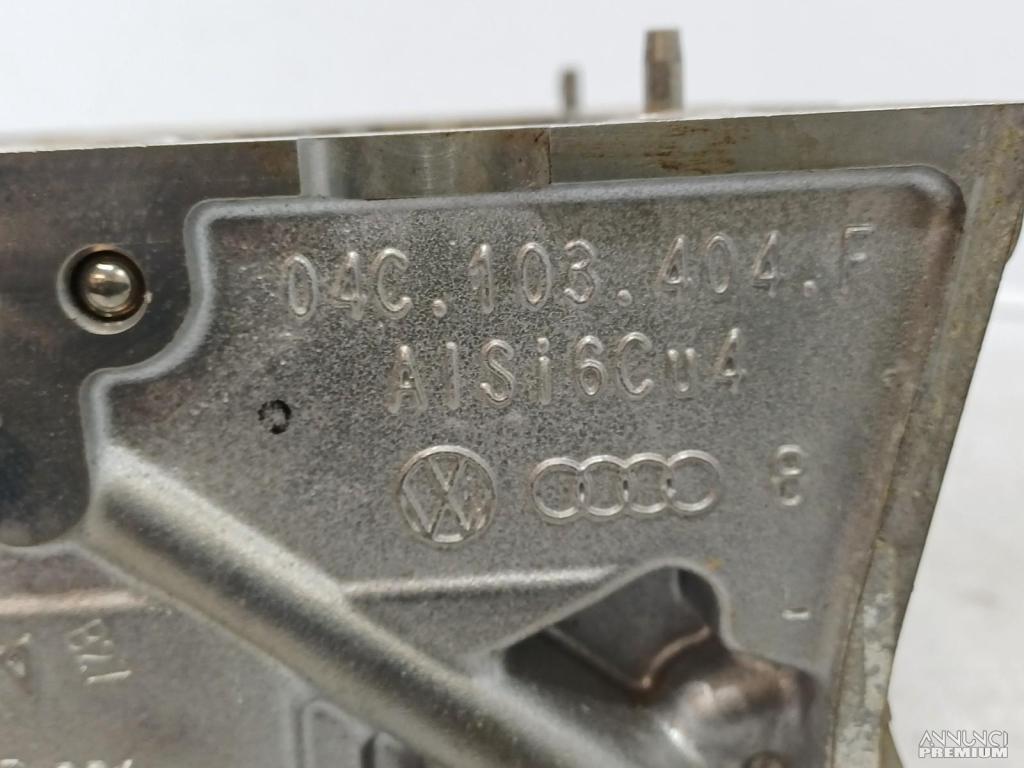 04C.103.404.F
AlSi6Cu4
8
ANNUNCI
PREMIUM